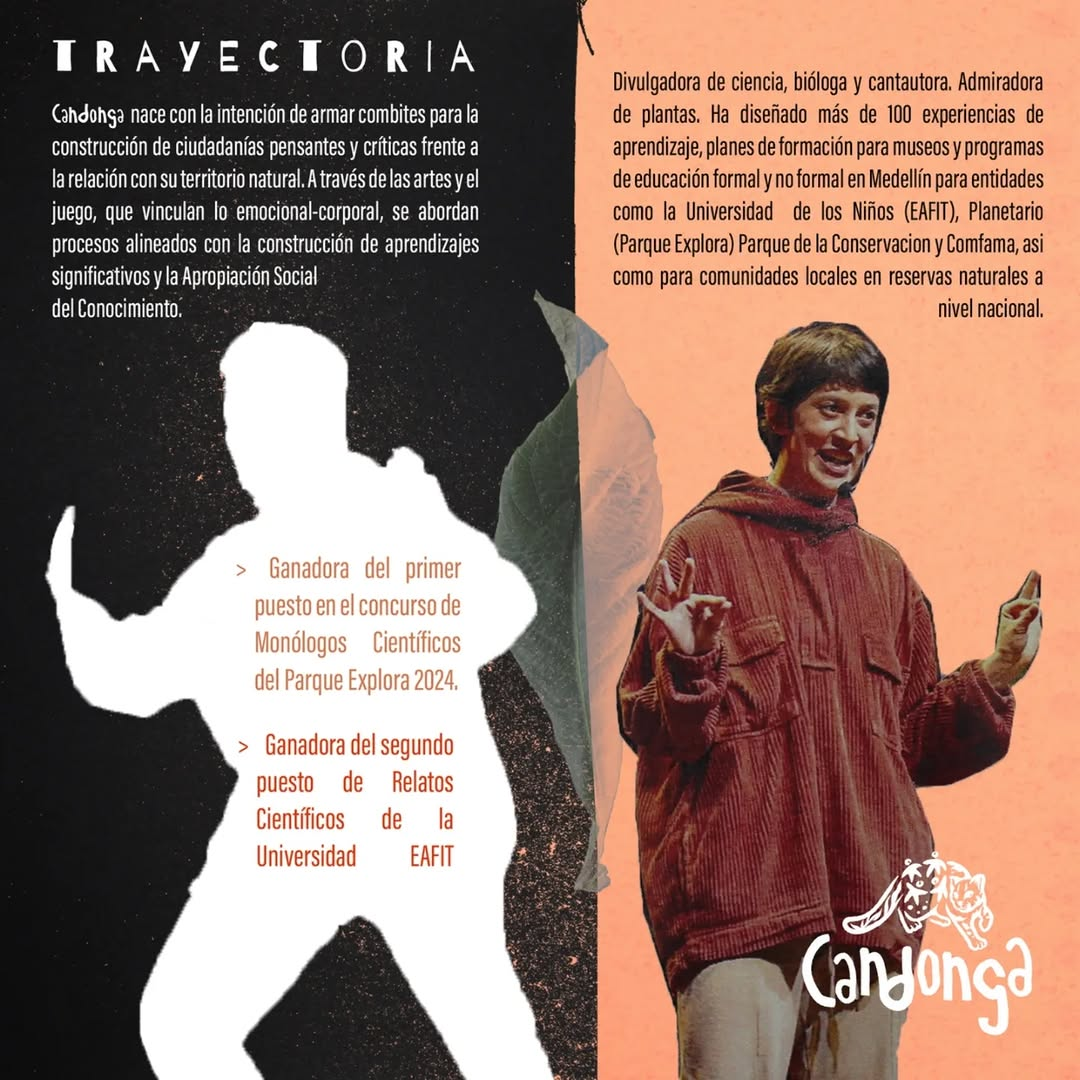 TRAYECTORIA
Candonga nace con la intención de armar combites para la
construcción de ciudadanías pensantes y críticas frente a
la relación con su territorio natural. A través de las artes y el
juego, que vinculan lo emocional-corporal, se abordan
procesos alineados con la construcción de aprendizajes
significativos y la Apropiación Social
del Conocimiento.
Divulgadora de ciencia, bióloga y cantautora. Admiradora
de plantas. Ha diseñado más de 100 experiencias de
aprendizaje, planes de formación para museos y programas
de educación formal y no formal en Medellín para entidades
como la Universidad de los Niños (EAFIT), Planetario
(Parque Explora) Parque de la Conservacion y Comfama, asi
como para comunidades locales en reservas naturales a
nivel nacional.
> Ganadora del primer
puesto en el concurso de
Monólogos Científicos
del Parque Explora 2024.
> Ganadora del segundo
puesto de Relatos
Científicos de la
Universidad EAFIT
Candonga